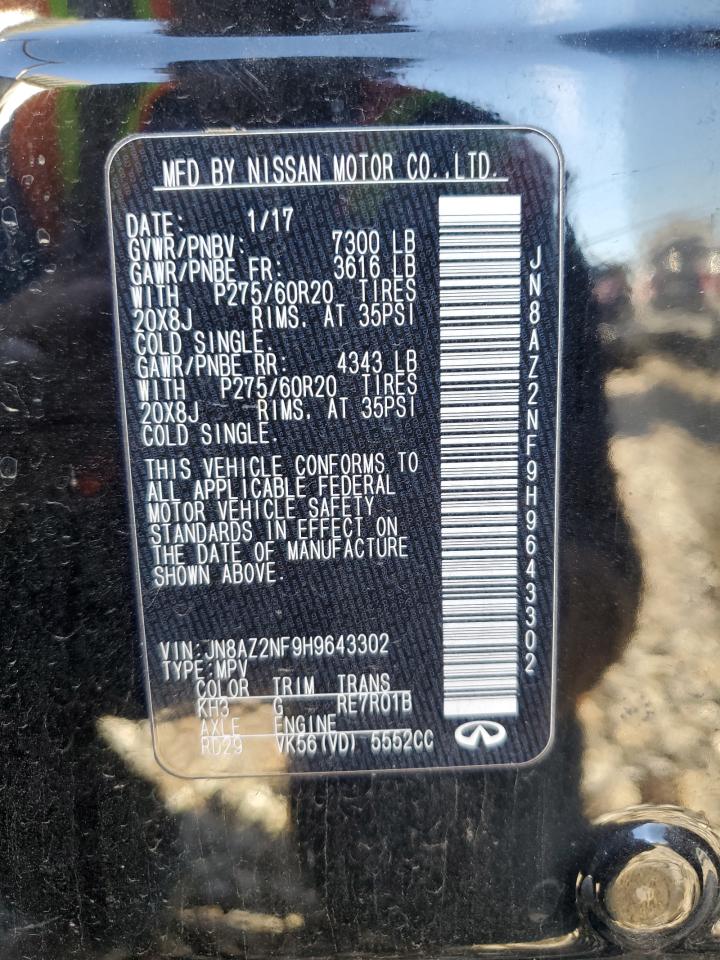 MFD BY NISSAN MOTOR CO.,LTD.
DATE: 1/17
GVWR/PNBV: 7300 LB
GAWR/PNBE FR: 3616 LB
WITH P275/60R20 TIRES
20X8J RIMS. AT 35PSI
COLD SINGLE.
GAWR/PNBE RR: 4343 LB
WITH P275/60R20 TIRES
20X8J RIMS. AT 35PSI
COLD SINGLE.
THIS VEHICLE CONFORMS TO
ALL APPLICABLE FEDERAL
MOTOR VEHICLE SAFETY
STANDARDS IN EFFECT ON
THE DATE OF MANUFACTURE
SHOWN ABOVE.
VIN:JN8AZ2NF9H9643302
TYPE:MPV
COLOR TRIM TRANS
KH3 G RE7R01B
AXLE ENGINE
RD29 VK56(VD) 5552CC
JN8AZ2NF9H9643302